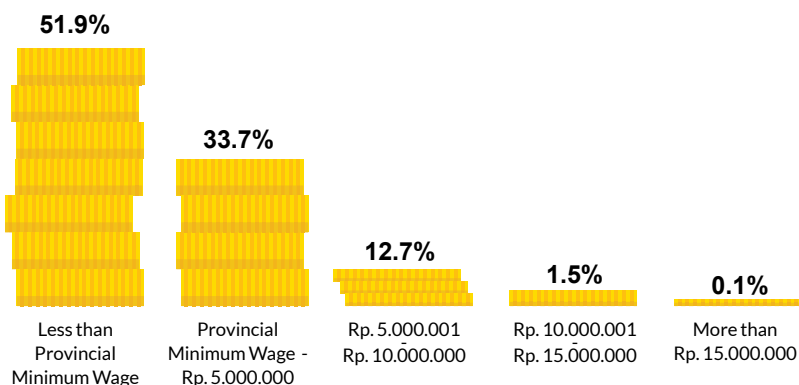 51.9%
33.7%
12.7%
1.5%
0.1%
Less than
Provincial
Minimum Wage
Provincial
Minimum Wage -
Rp. 5.000.000
Rp. 5.000.001
-
Rp. 10.000.000
Rp. 10.000.001
-
Rp. 15.000.000
More than
Rp. 15.000.000